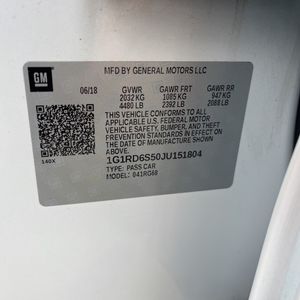 GM
MFD BY GENERAL MOTORS LLC
06/18 GVWR GAWR FRT GAWR RR
2032 KG 1085 KG 947 KG
4480 LB 2392 LB 2088 LB
THIS VEHICLE CONFORMS TO ALL
APPLICABLE U.S. FEDERAL MOTOR
VEHICLE SAFETY, BUMPER, AND THEFT
PREVENTION STANDARDS IN EFFECT ON
THE DATE OF MANUFACTURE SHOWN ABOVE.
140X
1G1RD6S50JU151804
TYPE: PASS CAR
MODEL: 041RG68